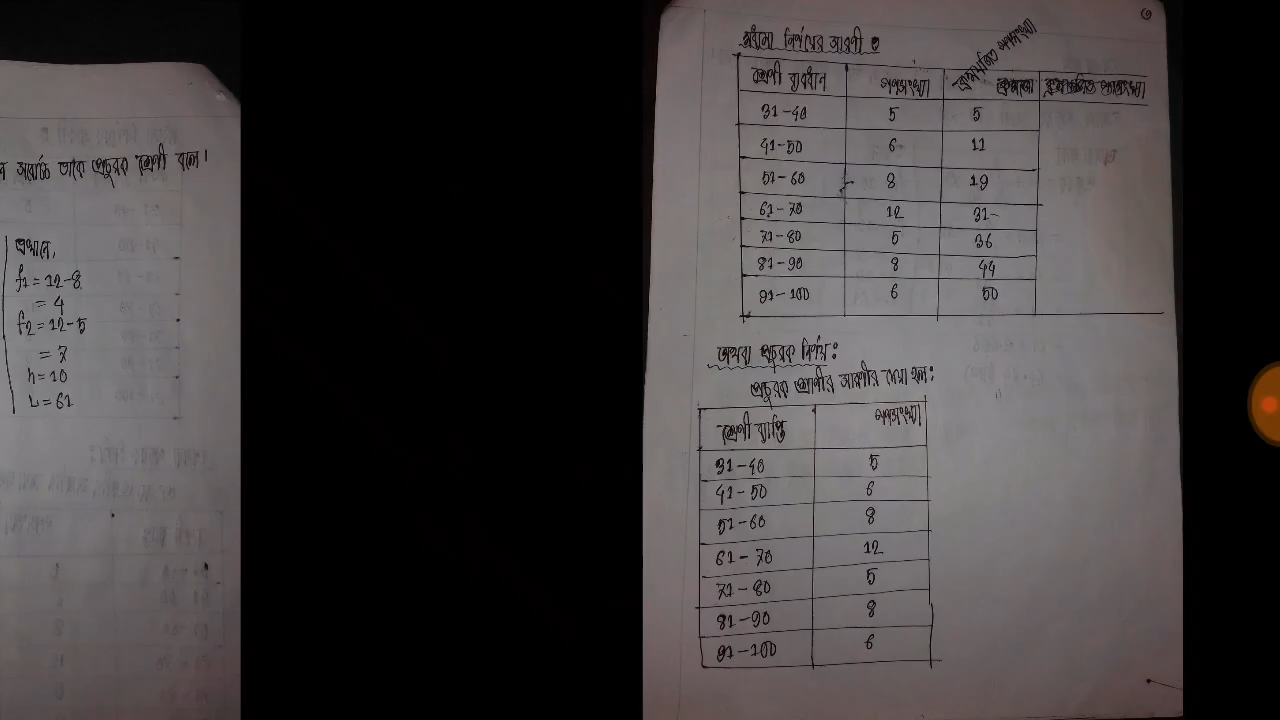 সর্বোচ্চ তাকে প্রচুরক শ্রেণী বলে।
এখানে,
f1 = 12-8
= 4
f2 = 12-5
= 7
h = 10
L = 61
৩
নির্ণয়ের সারণী
শ্রেণী ব্যবধান গণসংখ্যা ক্রমযোজিত গণসংখ্যা
31-40 5 5
41-50 6 11
51-60 8 19
61-70 12 31
71-80 5 36
81-90 8 44
91-100 6 50
অথবা প্রচুরক নির্ণয়:
প্রচুরক শ্রেণীর সারণীর দেয়া হল:
শ্রেণী ব্যাপ্তি গণসংখ্যা
31-40 5
41-50 6
51-60 8
61-70 12
71-80 5
81-90 8
91-100 6